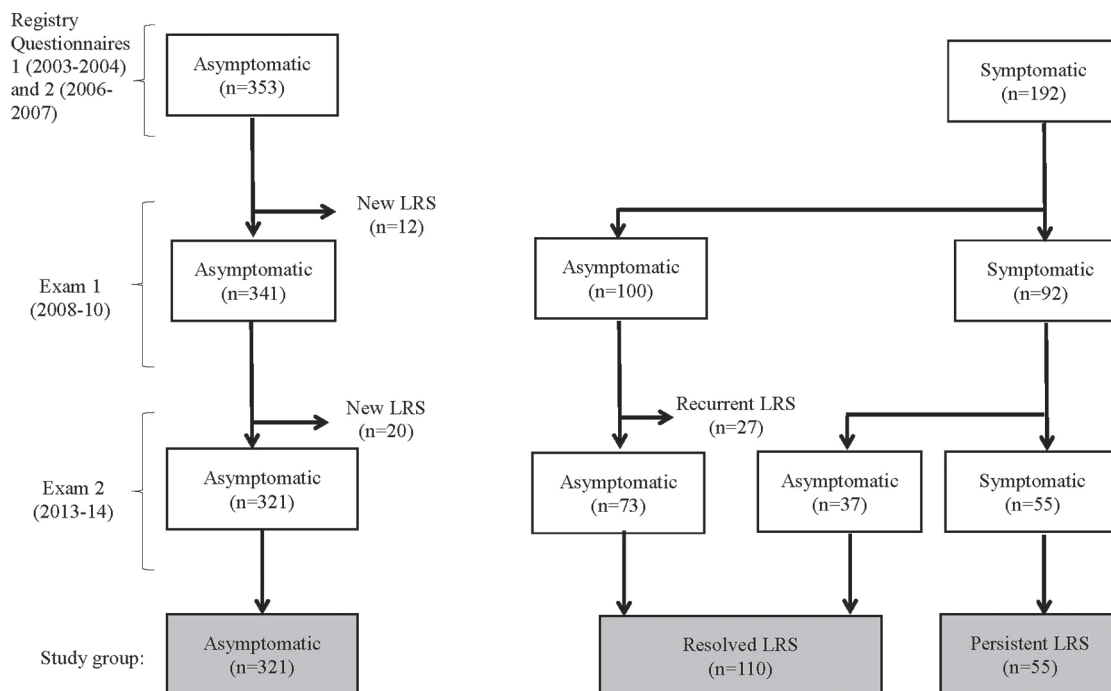 Registry
Questionnaires
1 (2003-2004)
and 2 (2006-
2007)
Asymptomatic
(n=353)
Symptomatic
(n=192)
New LRS
(n=12)
Exam 1
(2008-10)
Asymptomatic
(n=341)
Asymptomatic
(n=100)
Symptomatic
(n=92)
New LRS
(n=20)
Recurrent LRS
(n=27)
Exam 2
(2013-14)
Asymptomatic
(n=321)
Asymptomatic
(n=73)
Asymptomatic
(n=37)
Symptomatic
(n=55)
Study group:
Asymptomatic
(n=321)
Resolved LRS
(n=110)
Persistent LRS
(n=55)